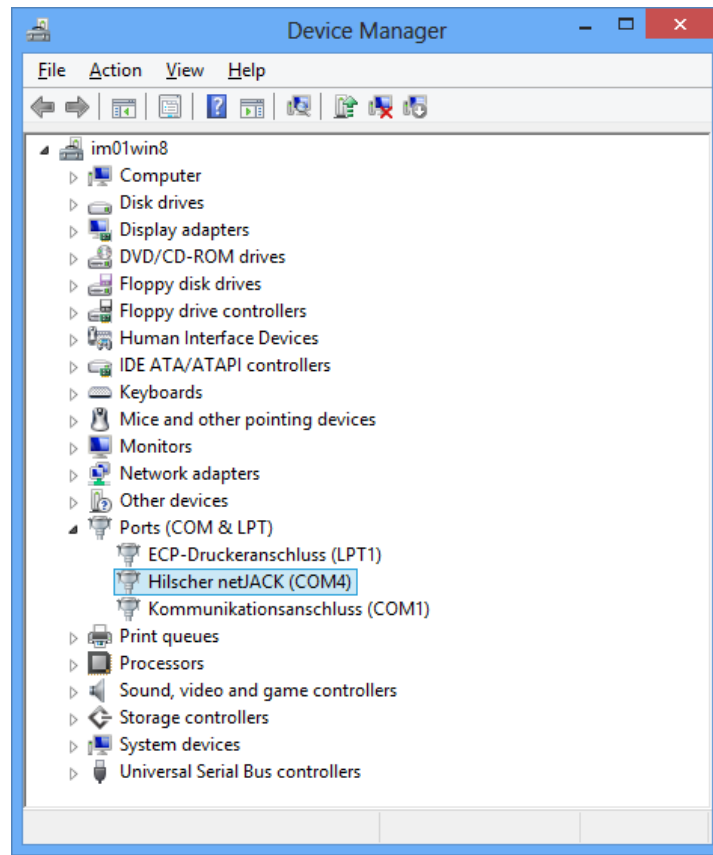 Device Manager
File Action View Help
im01win8
Computer
Disk drives
Display adapters
DVD/CD-ROM drives
Floppy disk drives
Floppy drive controllers
Human Interface Devices
IDE ATA/ATAPI controllers
Keyboards
Mice and other pointing devices
Monitors
Network adapters
Other devices
Ports (COM & LPT)
ECP-Druckeranschluss (LPT1)
Hilscher netJACK (COM4)
Kommunikationsanschluss (COM1)
Print queues
Processors
Sound, video and game controllers
Storage controllers
System devices
Universal Serial Bus controllers